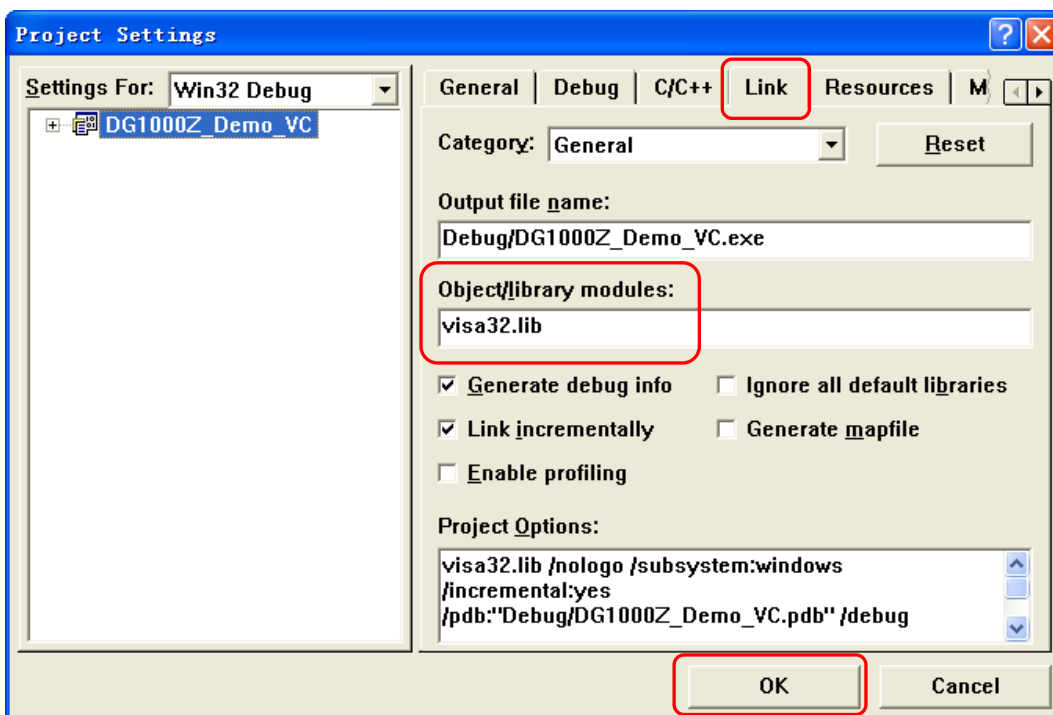 Project Settings
Settings For: Win32 Debug
DG1000Z_Demo_VC
General Debug C/C++ Link Resources M
Category: General Reset
Output file name:
Debug/DG1000Z_Demo_VC.exe
Object/library modules:
visa32.lib
Generate debug info Ignore all default libraries
Link incrementally Generate mapfile
Enable profiling
Project Options:
visa32.lib /nologo /subsystem:windows
/incremental:yes
/pdb:"Debug/DG1000Z_Demo_VC.pdb" /debug
OK Cancel